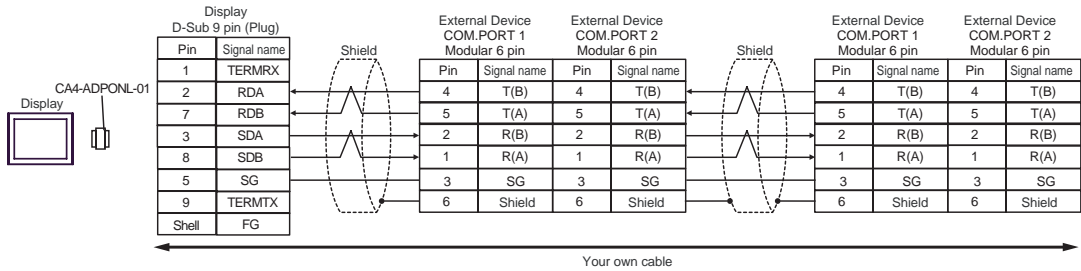 Display
D-Sub 9 pin (Plug)
External Device
COM.PORT 1
Modular 6 pin
External Device
COM.PORT 2
Modular 6 pin
External Device
COM.PORT 1
Modular 6 pin
External Device
COM.PORT 2
Modular 6 pin
Shield
Shield
CA4-ADPONL-01
Display
Pin Signal name Pin Signal name Pin Signal name Pin Signal name Pin Signal name
1 TERMRX
2 RDA 4 T(B) 4 T(B) 4 T(B) 4 T(B)
7 RDB 5 T(A) 5 T(A) 5 T(A) 5 T(A)
3 SDA 2 R(B) 2 R(B) 2 R(B) 2 R(B)
8 SDB 1 R(A) 1 R(A) 1 R(A) 1 R(A)
5 SG 3 SG 3 SG 3 SG 3 SG
9 TERMTX 6 Shield 6 Shield 6 Shield 6 Shield
Shell FG
Your own cable